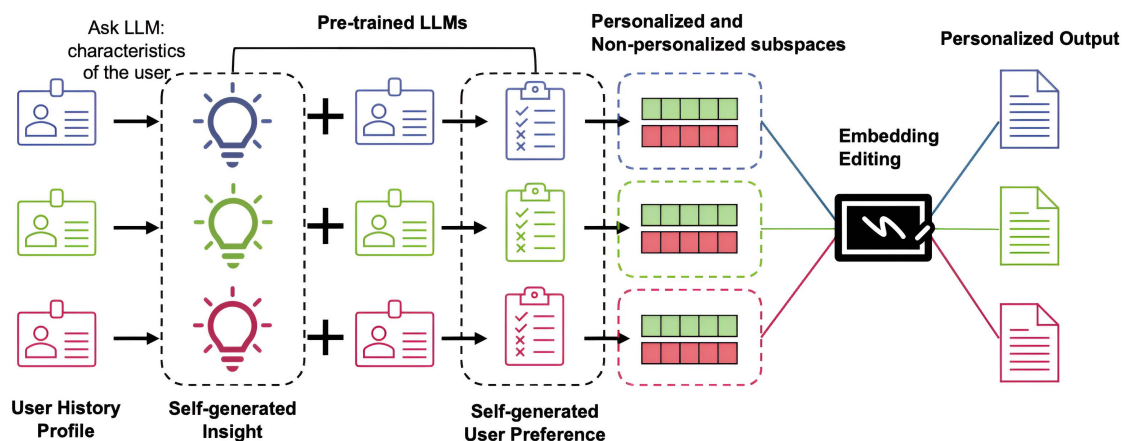 Ask LLM:
characteristics
of the user
Pre-trained LLMs
Personalized and
Non-personalized subspaces
Personalized Output
Embedding
Editing
User History
Profile
Self-generated
Insight
Self-generated
User Preference